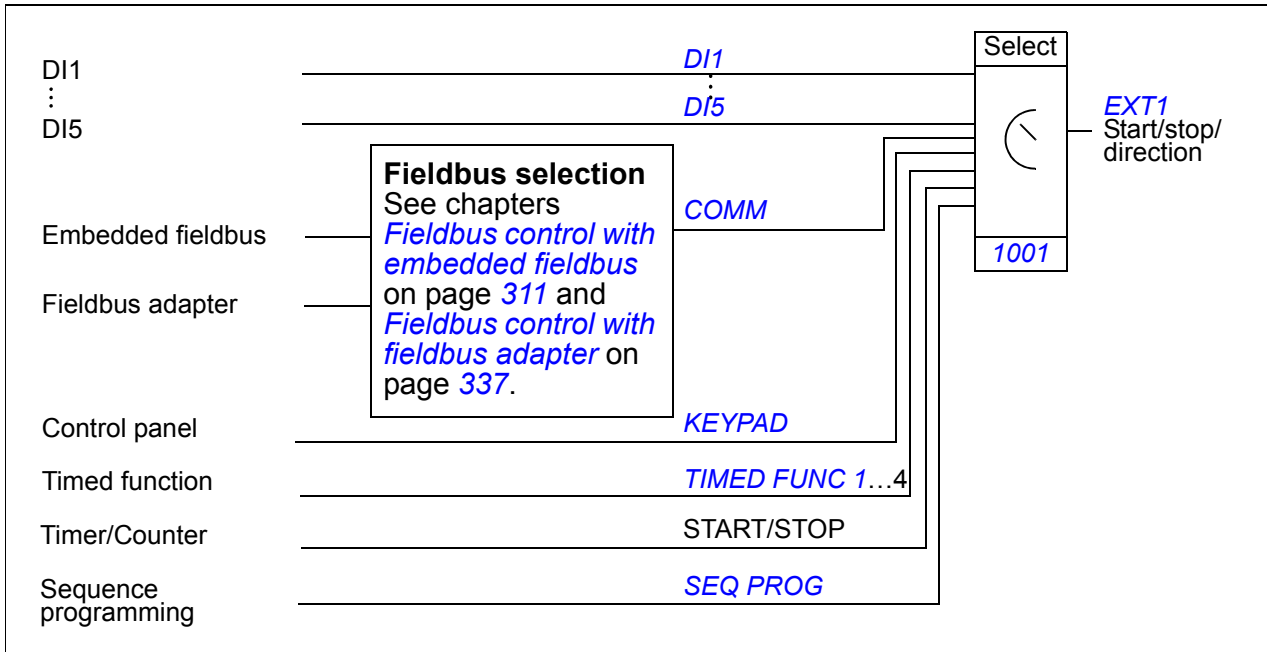 DI1
DI5
Embedded fieldbus
Fieldbus adapter
Control panel
Timed function
Timer/Counter
Sequence
programming
Fieldbus selection
See chapters
Fieldbus control with
embedded fieldbus
on page 311 and
Fieldbus control with
fieldbus adapter on
page 337.
DI1
DI5
COMM
KEYPAD
TIMED FUNC 1…4
START/STOP
SEQ PROG
Select
1001
EXT1
Start/stop/
direction